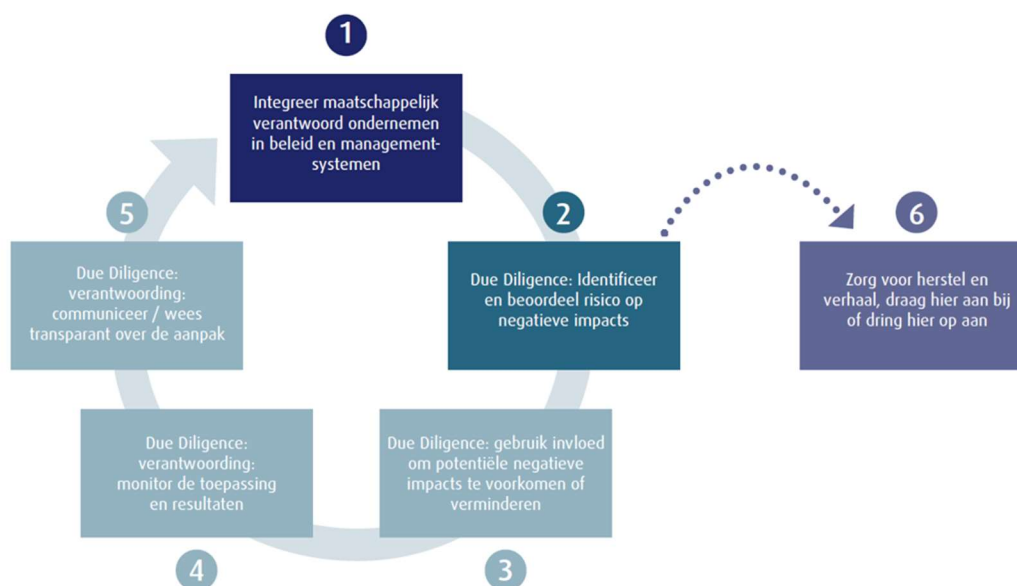 1
Integreer maatschappelijk
verantwoord ondernemen
in beleid en management-
systemen
2
Due Diligence: Identificeer
en beoordeel risico op
negatieve impacts
3
Due Diligence: gebruik invloed
om potentiële negatieve
impacts te voorkomen of
verminderen
4
Due Diligence:
verantwoording:
monitor de toepassing
en resultaten
5
Due Diligence:
verantwoording:
communiceer / wees
transparant over de aanpak
6
Zorg voor herstel en
verhaal, draag hier aan bij
of dring hier op aan